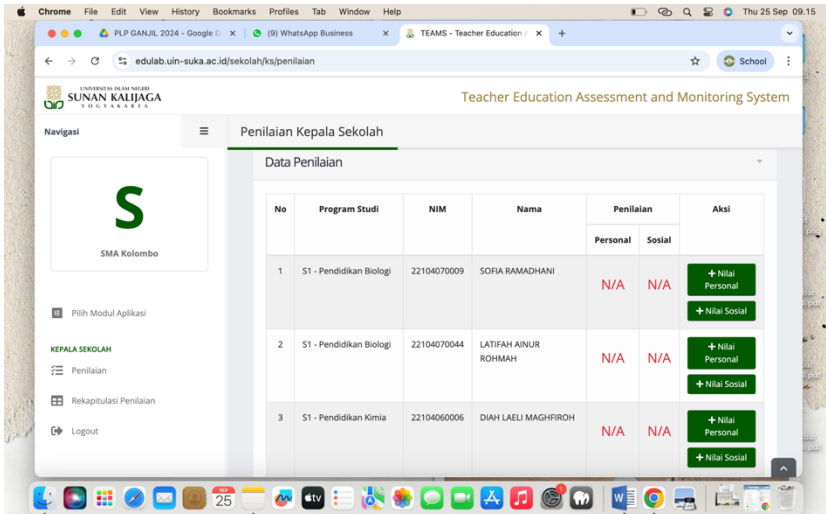 Chrome File Edit View History Bookmarks Profiles Tab Window Help Thu 25 Sep 09.15
PLP GANJIL 2024 - Google D (9) WhatsApp Business TEAMS - Teacher Education A
edulab.uin-suka.ac.id/sekolah/ks/penilaian School
UNIVERSITAS ISLAM NEGERI
SUNAN KALIJAGA
YOGYAKARTA
Teacher Education Assessment and Monitoring System
Navigasi
Penilaian Kepala Sekolah
S
SMA Kolombo
Pilih Modul Aplikasi
KEPALA SEKOLAH
Penilaian
Rekapitulasi Penilaian
Logout
Data Penilaian
No Program Studi NIM Nama Penilaian Aksi
Personal Sosial
1 S1 - Pendidikan Biologi 22104070009 SOFIA RAMADHANI N/A N/A + Nilai Personal
+ Nilai Sosial
2 S1 - Pendidikan Biologi 22104070044 LATIFAH AINUR ROHMAH N/A N/A + Nilai Personal
+ Nilai Sosial
3 S1 - Pendidikan Kimia 22104060006 DIAH LAELI MAGHFIROH N/A N/A + Nilai Personal
+ Nilai Sosial
SEP
25
tv